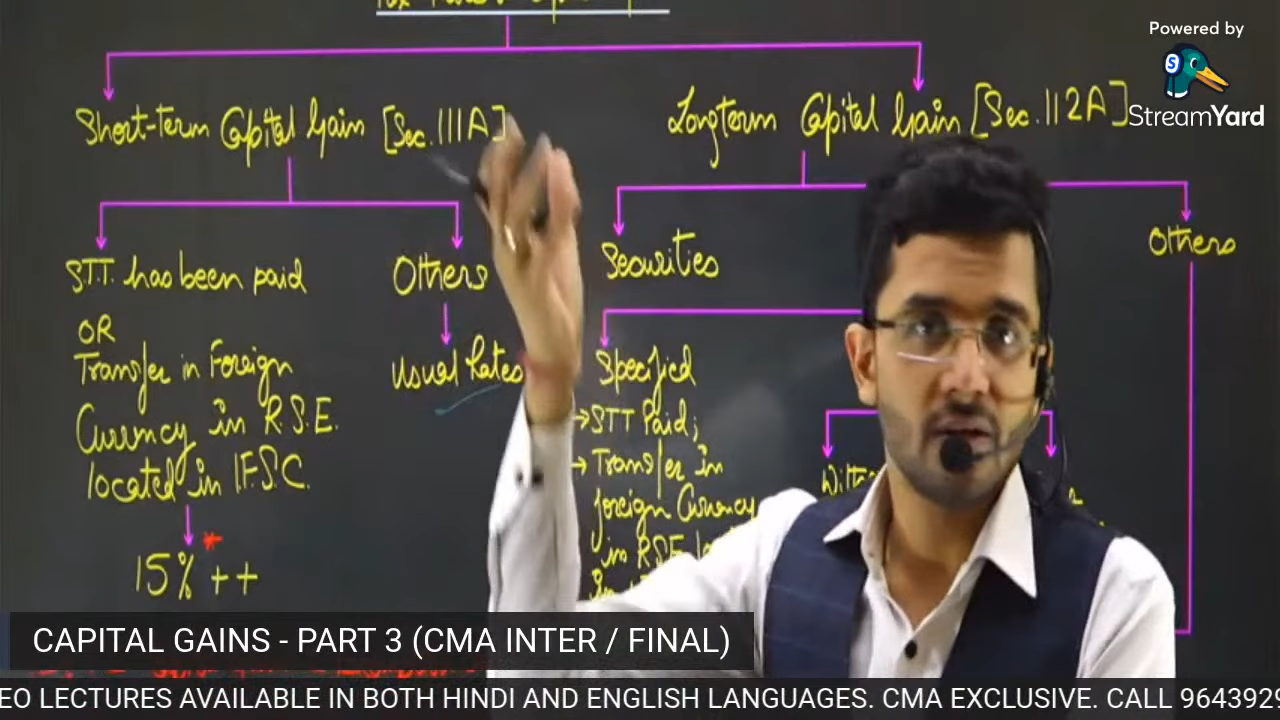 Powered by
StreamYard
Short-term Capital Gain [Sec. 111A]
Longterm Capital Gain [Sec. 112A]
STT. has been paid
OR
Transfer in Foreign
Currency in R.S.E.
located in I.F.S.C.
15% * ++
Others
Usual Rates
Securities
Specified
→ STT Paid;
→ Transfer in
foreign Currency
in RSE
Others
CAPITAL GAINS - PART 3 (CMA INTER / FINAL)
EO LECTURES AVAILABLE IN BOTH HINDI AND ENGLISH LANGUAGES. CMA EXCLUSIVE. CALL 9643929